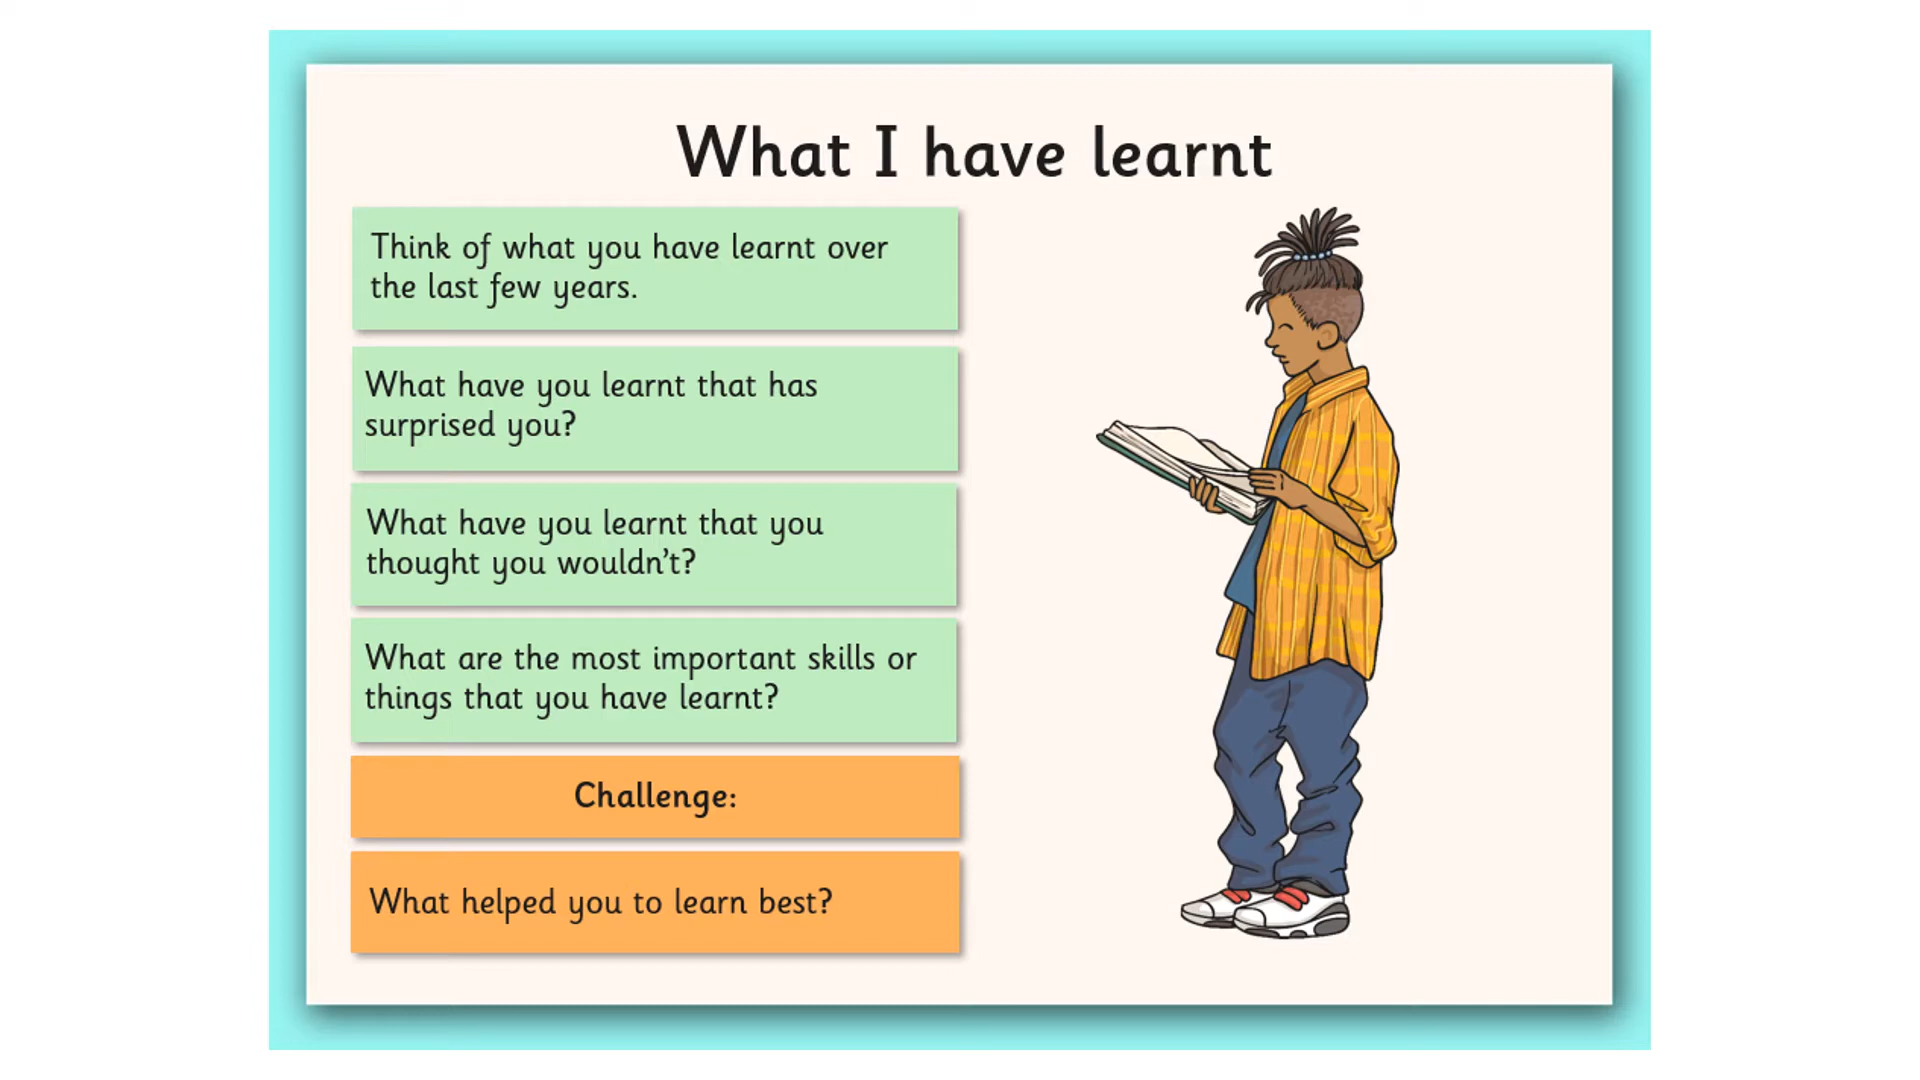 What I have learnt
Think of what you have learnt over
the last few years.
What have you learnt that has
surprised you?
What have you learnt that you
thought you wouldn’t?
What are the most important skills or
things that you have learnt?
Challenge:
What helped you to learn best?